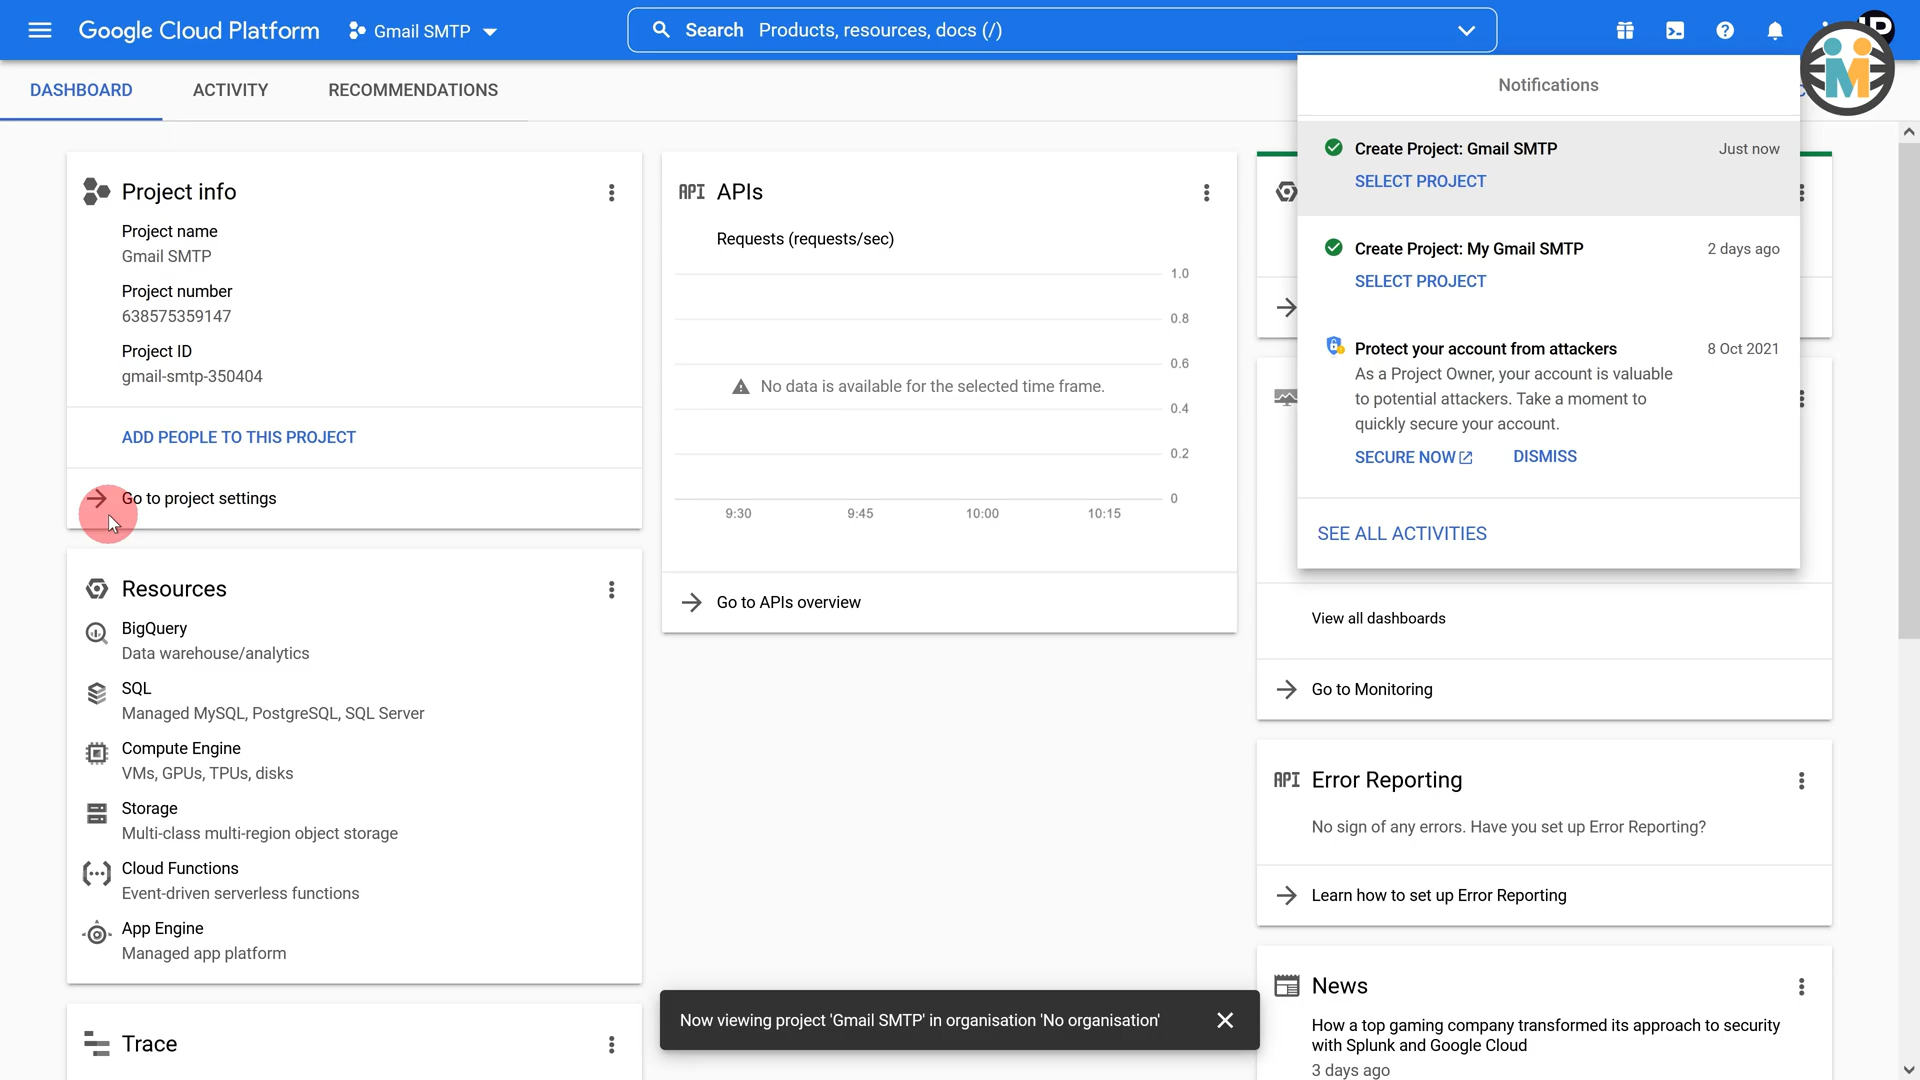 Google Cloud Platform
Gmail SMTP
Search Products, resources, docs (/)
DASHBOARD
ACTIVITY
RECOMMENDATIONS
Project info
Project name
Gmail SMTP
Project number
638575359147
Project ID
gmail-smtp-350404
ADD PEOPLE TO THIS PROJECT
Go to project settings
Resources
BigQuery
Data warehouse/analytics
SQL
Managed MySQL, PostgreSQL, SQL Server
Compute Engine
VMs, GPUs, TPUs, disks
Storage
Multi-class multi-region object storage
Cloud Functions
Event-driven serverless functions
App Engine
Managed app platform
Trace
API APIs
Requests (requests/sec)
1.0
0.8
0.6
No data is available for the selected time frame.
0.4
0.2
0
9:30 9:45 10:00 10:15
Go to APIs overview
Notifications
Create Project: Gmail SMTP Just now
SELECT PROJECT
Create Project: My Gmail SMTP 2 days ago
SELECT PROJECT
Protect your account from attackers 8 Oct 2021
As a Project Owner, your account is valuable
to potential attackers. Take a moment to
quickly secure your account.
SECURE NOW DISMISS
SEE ALL ACTIVITIES
View all dashboards
Go to Monitoring
API Error Reporting
No sign of any errors. Have you set up Error Reporting?
Learn how to set up Error Reporting
News
How a top gaming company transformed its approach to security
with Splunk and Google Cloud
3 days ago
Now viewing project 'Gmail SMTP' in organisation 'No organisation'
M